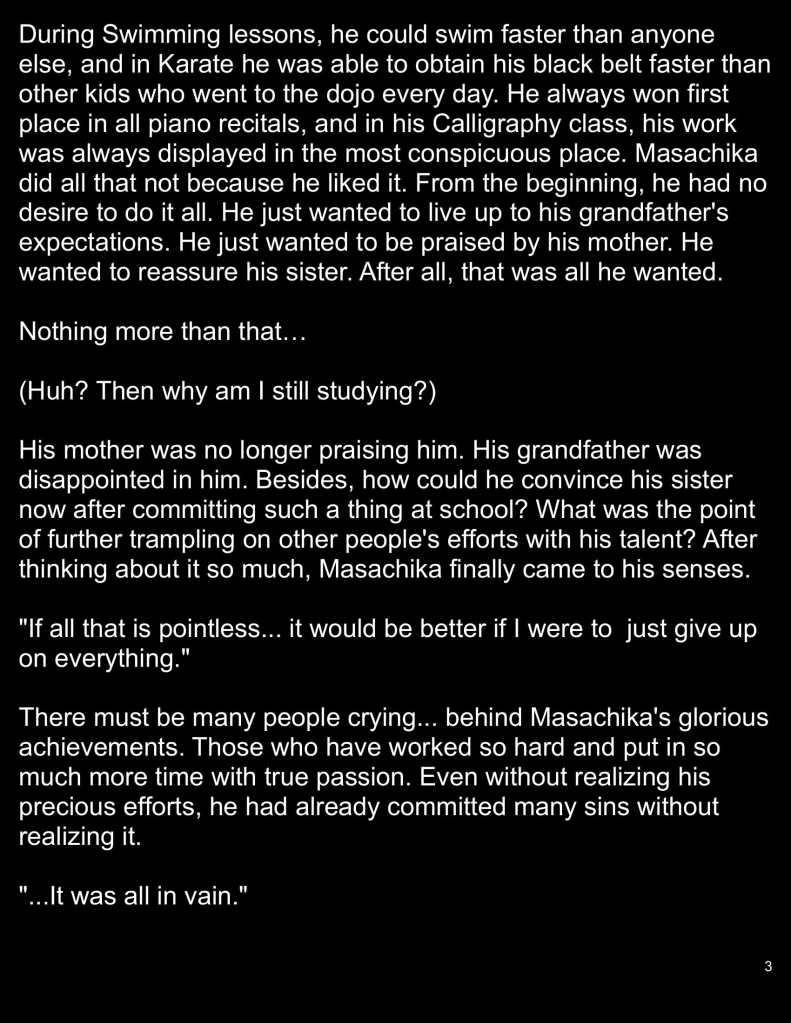 During Swimming lessons, he could swim faster than anyone
else, and in Karate he was able to obtain his black belt faster than
other kids who went to the dojo every day. He always won first
place in all piano recitals, and in his Calligraphy class, his work
was always displayed in the most conspicuous place. Masachika
did all that not because he liked it. From the beginning, he had no
desire to do it all. He just wanted to live up to his grandfather's
expectations. He just wanted to be praised by his mother. He
wanted to reassure his sister. After all, that was all he wanted.
Nothing more than that…
(Huh? Then why am I still studying?)
His mother was no longer praising him. His grandfather was
disappointed in him. Besides, how could he convince his sister
now after committing such a thing at school? What was the point
of further trampling on other people's efforts with his talent? After
thinking about it so much, Masachika finally came to his senses.
"If all that is pointless... it would be better if I were to  just give up
on everything."
There must be many people crying... behind Masachika's glorious
achievements. Those who have worked so hard and put in so
much more time with true passion. Even without realizing his
precious efforts, he had already committed many sins without
realizing it.
"...It was all in vain."
3